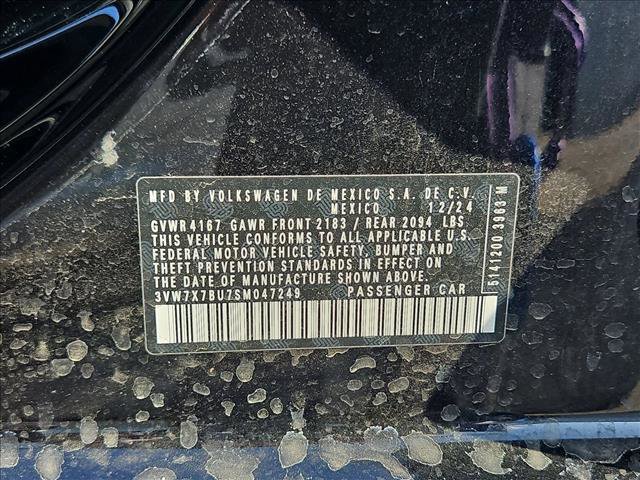 MFD BY VOLKSWAGEN DE MEXICO S.A. DE C.V.
MEXICO 12/24
GVWR 4167 GAWR FRONT 2183 / REAR 2094 LBS
THIS VEHICLE CONFORMS TO ALL APPLICABLE U.S.
FEDERAL MOTOR VEHICLE SAFETY, BUMPER AND
THEFT PREVENTION STANDARDS IN EFFECT ON
THE DATE OF MANUFACTURE SHOWN ABOVE.
3VW7X7BU7SM047249 PASSENGER CAR
5141200 3963 M